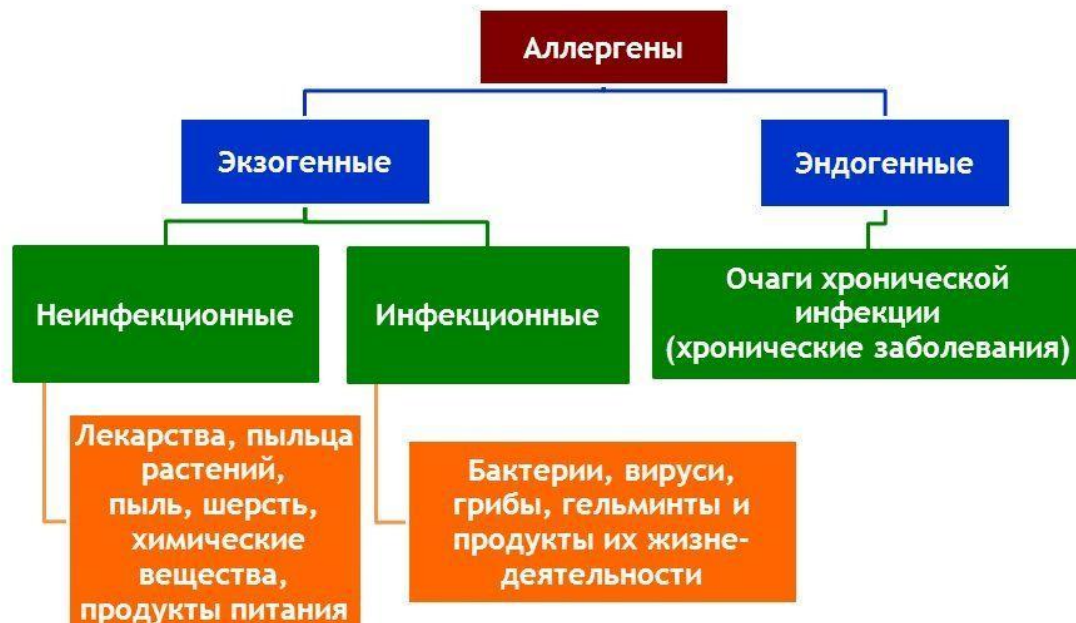 Аллергены
Экзогенные
Эндогенные
Неинфекционные
Инфекционные
Очаги хронической
инфекции
(хронические заболевания)
Лекарства, пыльца
растений,
пыль, шерсть,
химические
вещества,
продукты питания
Бактерии, вируси,
грибы, гельминты и
продукты их жизне-
деятельности